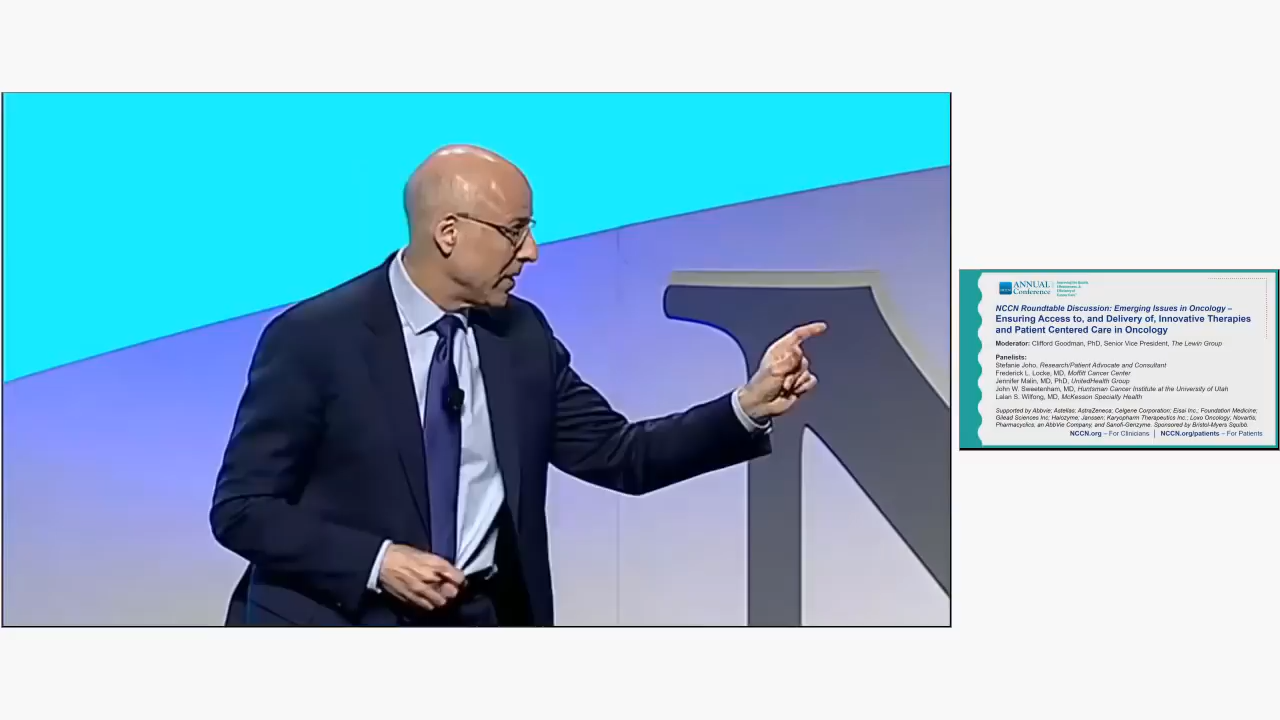 N
NCCN
ANNUAL
Conference
NCCN Roundtable Discussion: Emerging Issues in Oncology –
Ensuring Access to, and Delivery of, Innovative Therapies
and Patient Centered Care in Oncology
Moderator: Clifford Goodman, PhD, Senior Vice President, The Lewin Group
Panelists:
Stefanie Joho, Research/Patient Advocate and Consultant
Frederick L. Locke, MD, Moffitt Cancer Center
Jennifer Malin, MD, PhD, UnitedHealth Group
John W. Sweetenham, MD, Huntsman Cancer Institute at the University of Utah
Lalan S. Wilfong, MD, McKesson Specialty Health
Supported by Abbvie; Astellas; AstraZeneca; Celgene Corporation; Eisai Inc.; Foundation Medicine;
Gilead Sciences Inc; Halozyme; Janssen; Karyopharm Therapeutics Inc.; Loxo Oncology; Novartis;
Pharmacyclics, an AbbVie Company, and Sanofi-Genzyme. Sponsored by Bristol-Myers Squibb.
NCCN.org – For Clinicians | NCCN.org/patients – For Patients